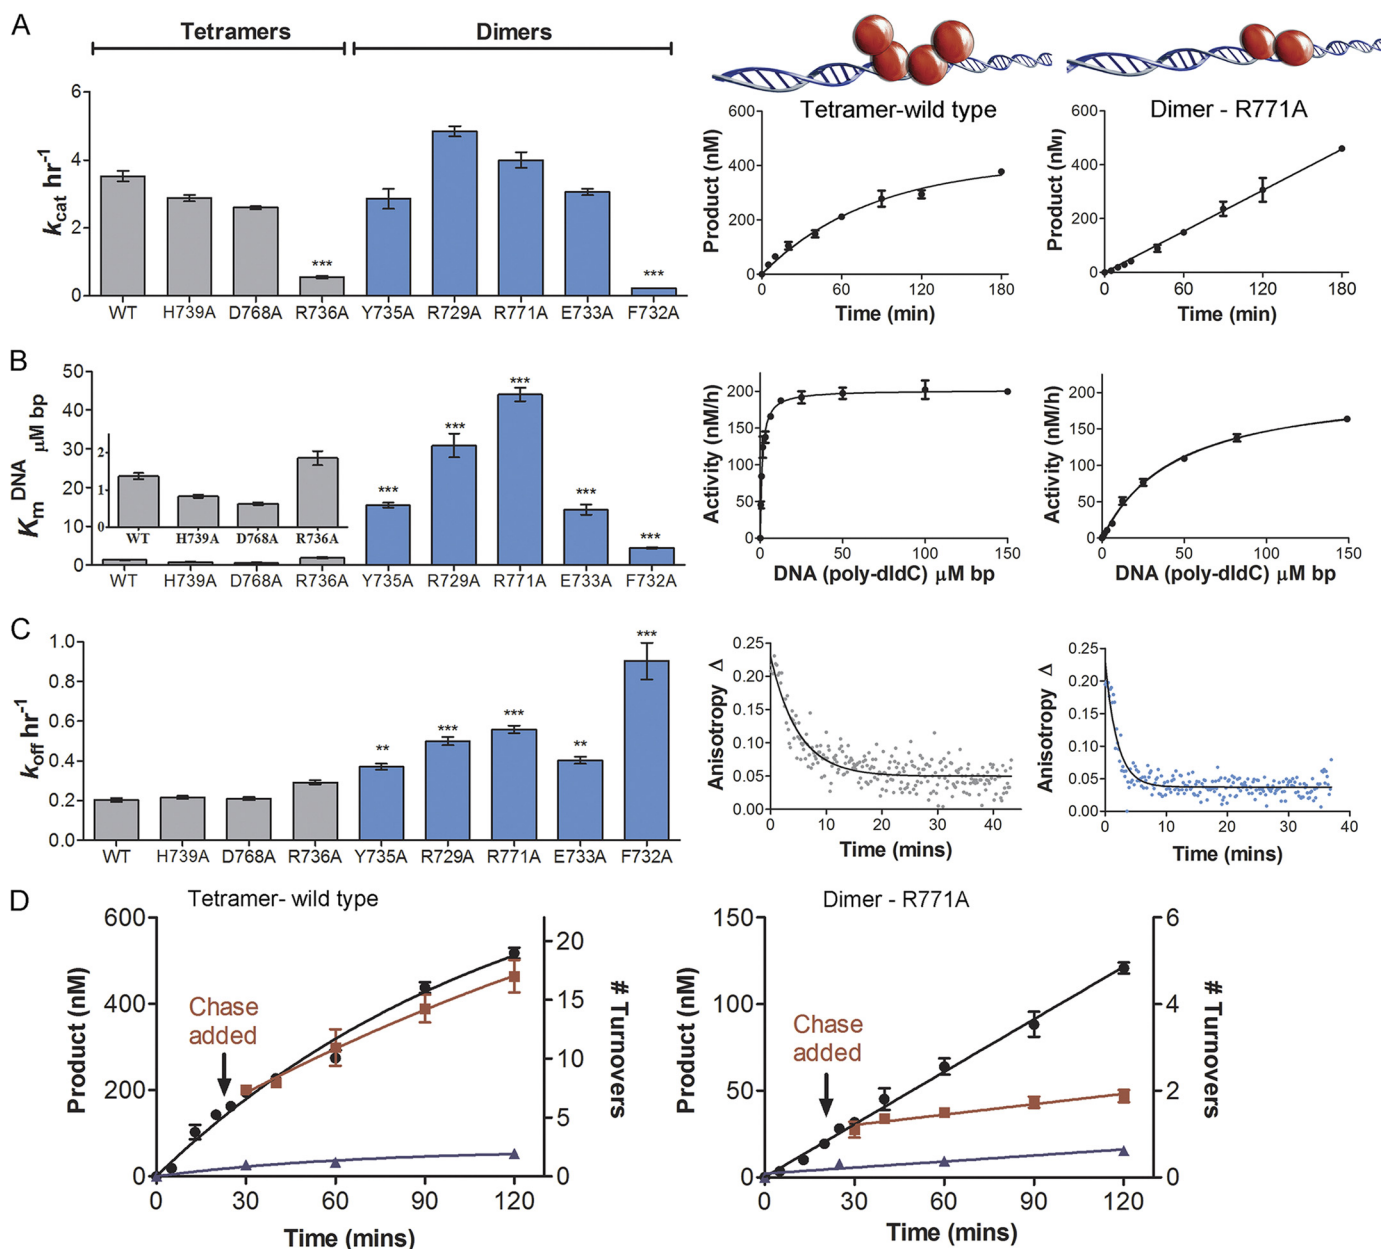 A
Tetramers
Dimers
6
4
2
0
kcat hr-1
***
***
WT
H739A
D768A
R736A
Y735A
R729A
R771A
E733A
F732A
Tetramer-wild type
600
400
200
0
Product (nM)
0
60
120
180
Time (min)
Dimer - R771A
600
400
200
0
Product (nM)
0
60
120
180
Time (min)
B
50
40
30
20
10
0
KmDNA μM bp
2
1
0
WT
H739A
D768A
R736A
***
***
***
***
***
WT
H739A
D768A
R736A
Y735A
R729A
R771A
E733A
F732A
200
150
100
50
0
Activity (nM/h)
0
50
100
150
DNA (poly-dIdC) μM bp
200
150
100
50
0
Activity (nM/h)
0
50
100
150
DNA (poly-dIdC) μM bp
C
1.0
0.8
0.6
0.4
0.2
0.0
koff hr-1
**
***
***
**
***
WT
H739A
D768A
R736A
Y735A
R729A
R771A
E733A
F732A
0.25
0.20
0.15
0.10
0.05
0.00
Anisotropy Δ
0
10
20
30
40
Time (mins)
0.25
0.20
0.15
0.10
0.05
0.00
Anisotropy Δ
0
10
20
30
40
Time (mins)
D
Tetramer- wild type
600
400
200
0
Product (nM)
Chase
added
20
15
10
5
0
# Turnovers
0
30
60
90
120
Time (mins)
Dimer - R771A
150
100
50
0
Product (nM)
Chase
added
6
4
2
0
# Turnovers
0
30
60
90
120
Time (mins)